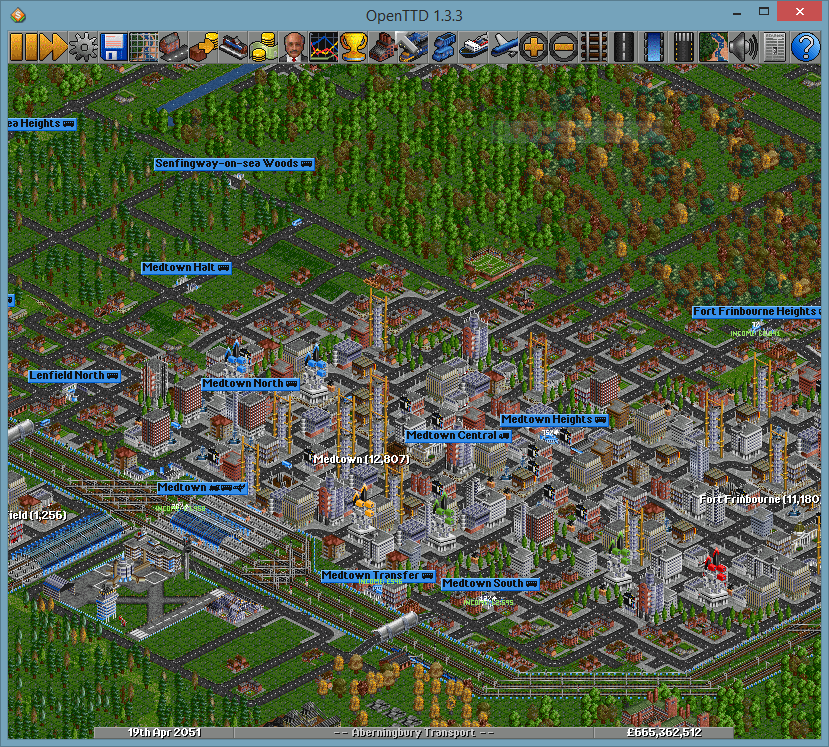 OpenTTD 1.3.3
ea Heights
Senfingway-on-sea Woods
Medtown Halt
Fort Frinbourne Heights
Lenfield North
Medtown North
Medtown Heights
Medtown Central
Medtown (12,807)
Medtown
Fort Frinbourne (11,180
ield (1,256)
Medtown Transfer
Medtown South
19th Apr 2051
-- Aberningbury Transport --
£665,362,512